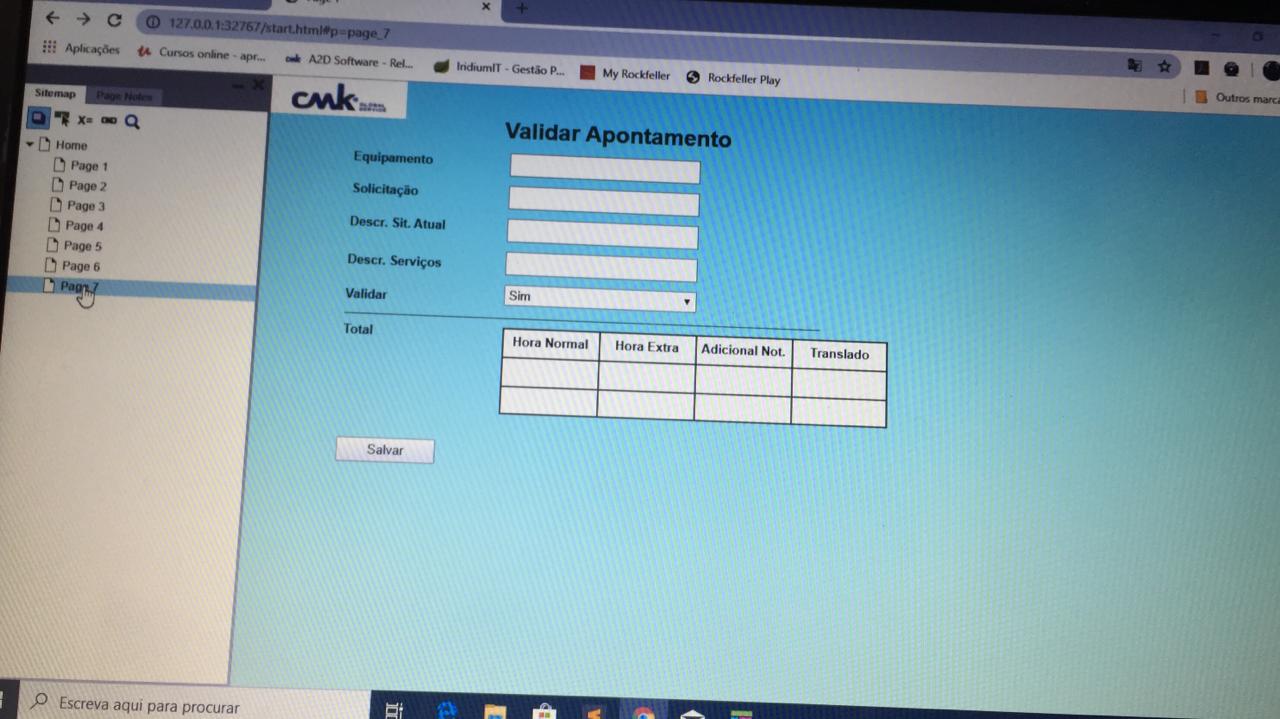 127.0.0.1:32767/start.html#p=page_7
Aplicações
Cursos online - apr...
A2D Software - Rel...
IridiumIT - Gestão P...
My Rockfeller
Rockfeller Play
Outros marca
Sitemap
Page Notes
X=
Home
Page 1
Page 2
Page 3
Page 4
Page 5
Page 6
Page 7
cmk GLOBAL SERVICE
Validar Apontamento
Equipamento
Solicitação
Descr. Sit. Atual
Descr. Serviços
Validar
Sim
Total
Hora Normal
Hora Extra
Adicional Not.
Translado
Salvar
Escreva aqui para procurar